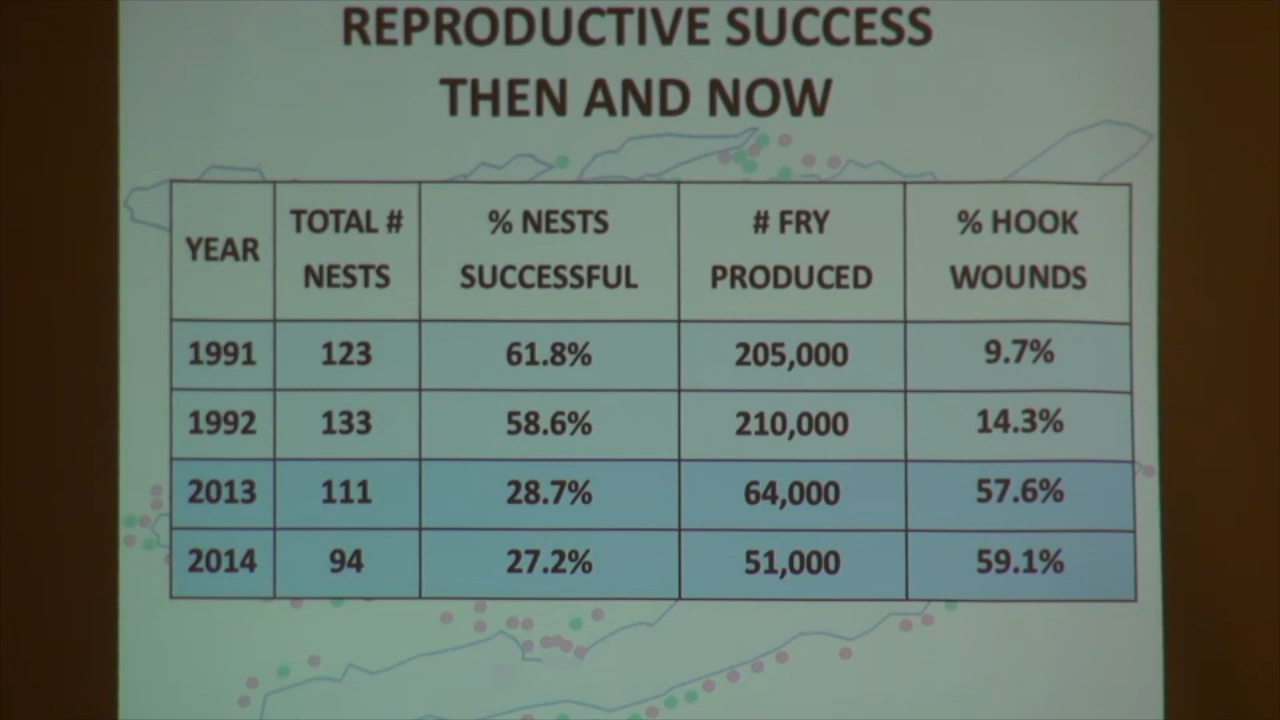 REPRODUCTIVE SUCCESS
THEN AND NOW
YEAR
TOTAL #
NESTS
% NESTS
SUCCESSFUL
# FRY
PRODUCED
% HOOK
WOUNDS
1991 123 61.8% 205,000 9.7%
1992 133 58.6% 210,000 14.3%
2013 111 28.7% 64,000 57.6%
2014 94 27.2% 51,000 59.1%